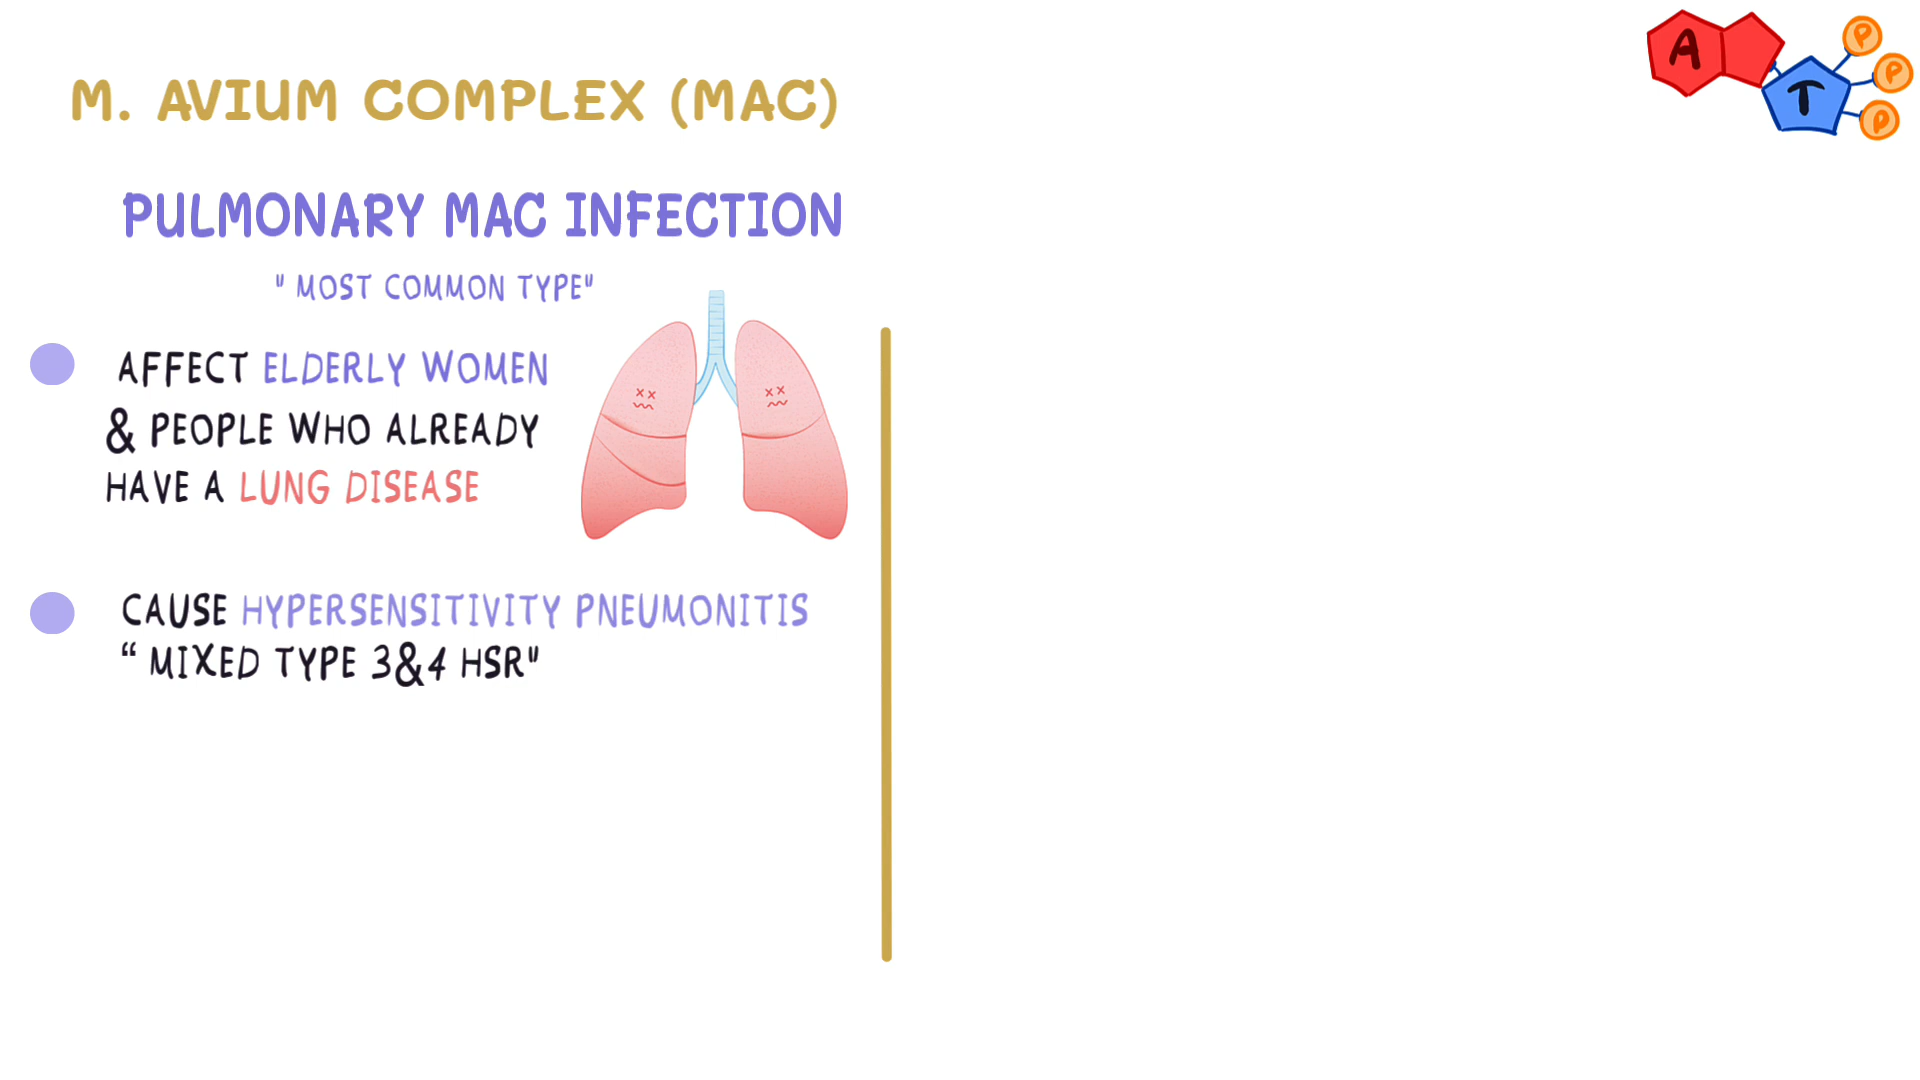 M. AVIUM COMPLEX (MAC)
PULMONARY MAC INFECTION
" MOST COMMON TYPE"
AFFECT ELDERLY WOMEN
& PEOPLE WHO ALREADY
HAVE A LUNG DISEASE
CAUSE HYPERSENSITIVITY PNEUMONITIS
“ MIXED TYPE 3&4 HSR"
A
T
P
P
P